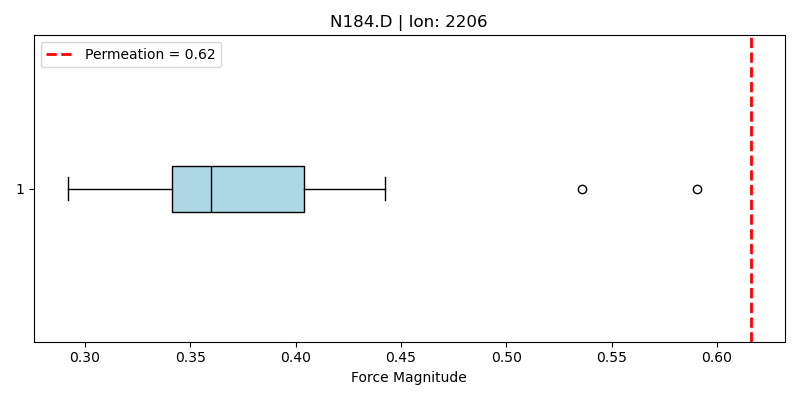 N184.D | Ion: 2206
Permeation = 0.62
1
0.30 0.35 0.40 0.45 0.50 0.55 0.60
Force Magnitude